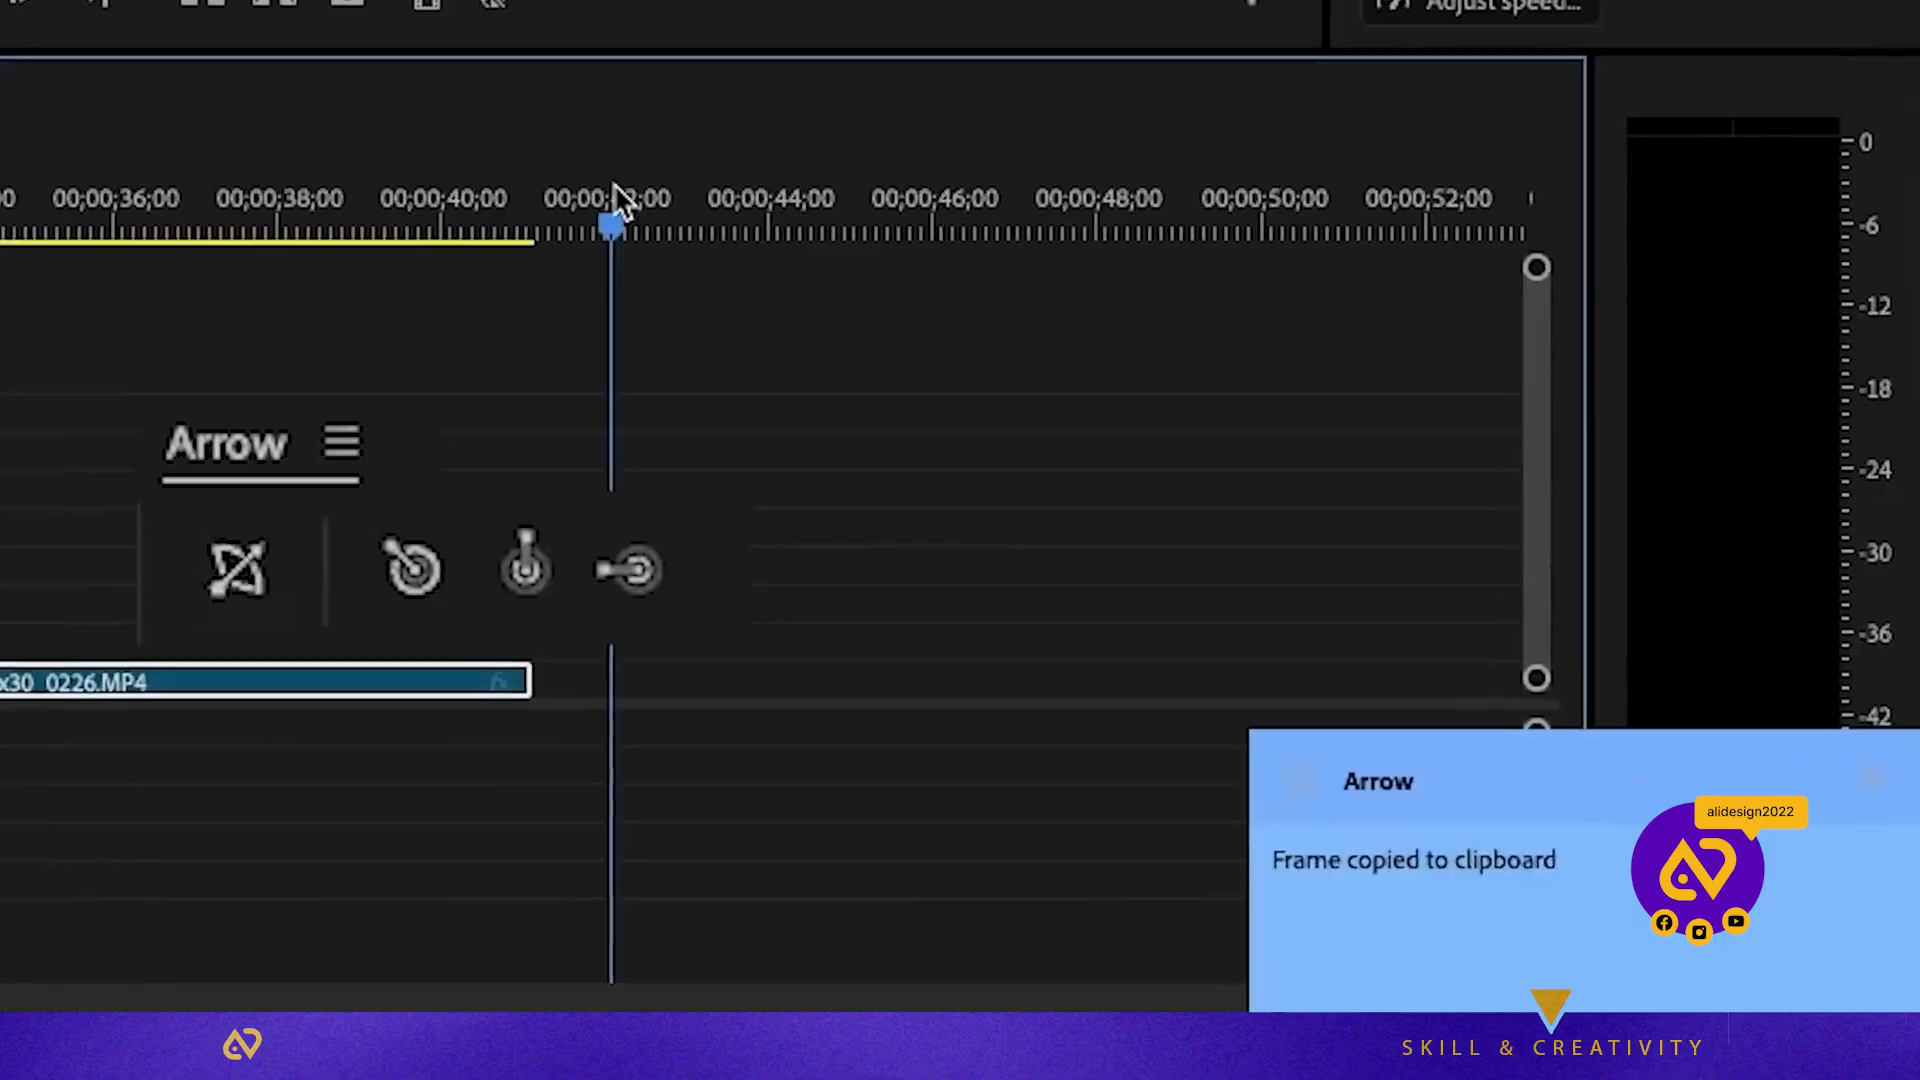 Adjust speed...
00;00;36;00 00;00;38;00 00;00;40;00 00;00;44;00 00;00;46;00 00;00;48;00 00;00;50;00 00;00;52;00
0
-6
-12
-18
-24
-30
-36
-42
Arrow
x30_0226.MP4 fx
Arrow
Frame copied to clipboard
alidesign2022
SKILL & CREATIVITY